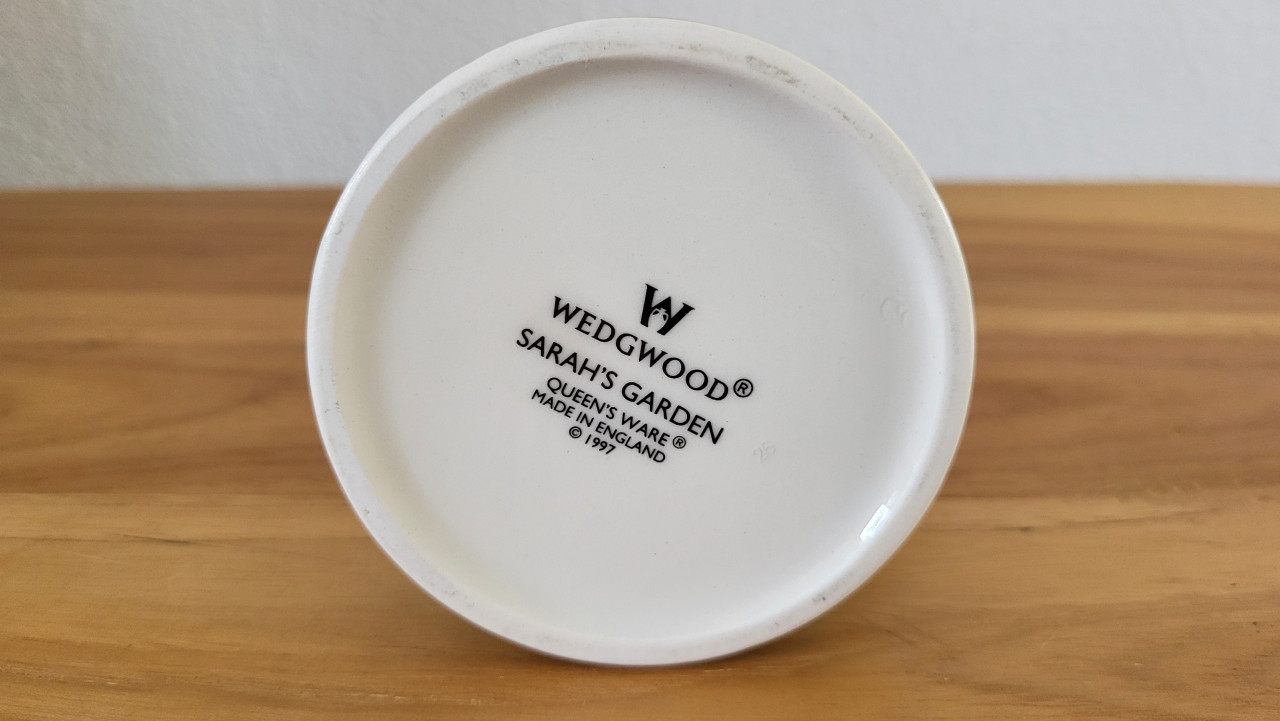 W
WEDGWOOD®
SARAH'S GARDEN
QUEEN'S WARE®
MADE IN ENGLAND
© 1997